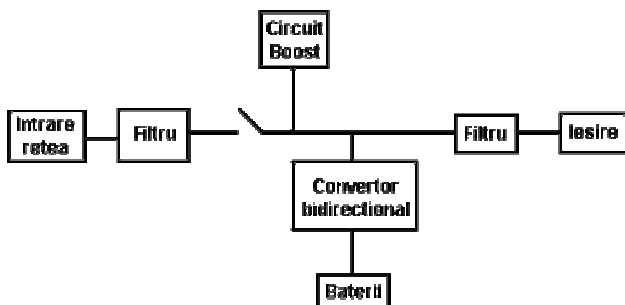 Circuit
Boost
Intrare
retea
Filtru
Filtru
Iesire
Convertor
bidirectional
Baterii